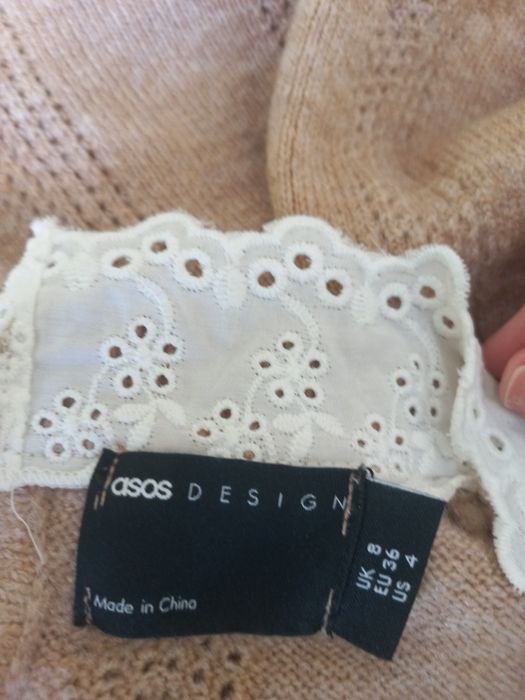 asos DESIGN
Made in China
UK 8
EU 36
US 4